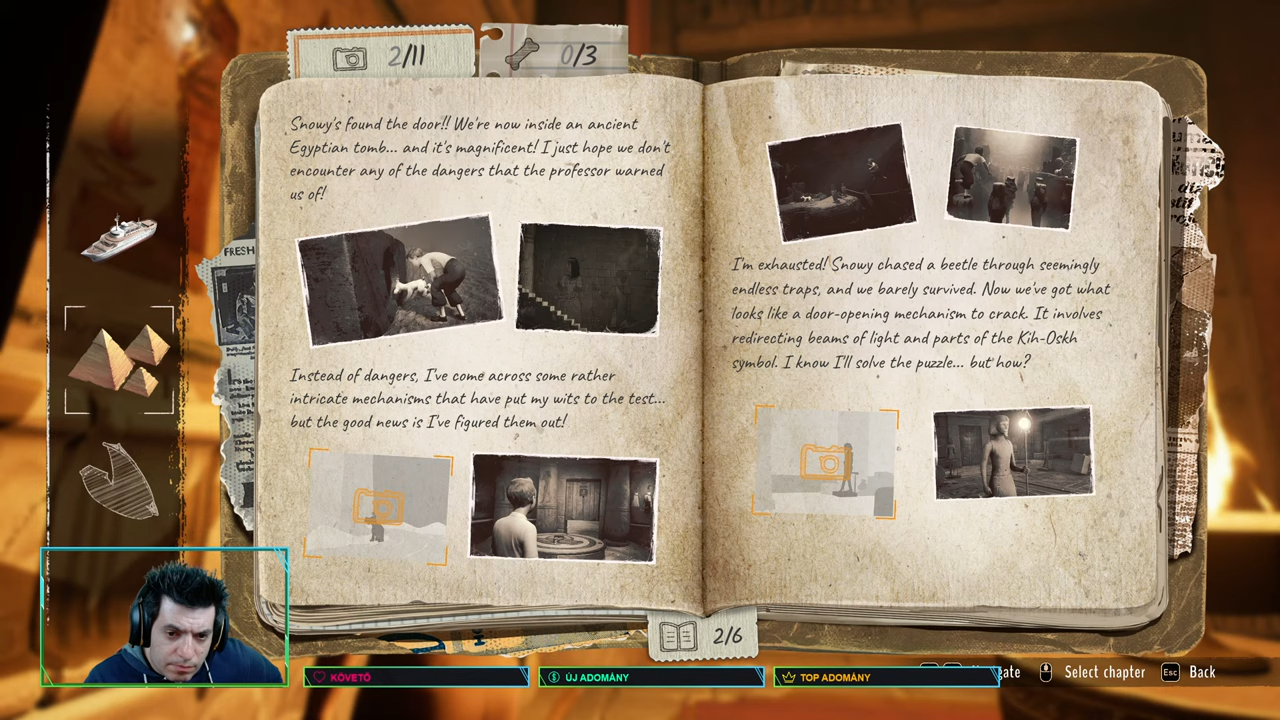 2/11
0/3
Snowy's found the door!! We're now inside an ancient
Egyptian tomb... and it's magnificent! I just hope we don't
encounter any of the dangers that the professor warned
us of!
FRESH
Instead of dangers, I've come across some rather
intricate mechanisms that have put my wits to the test...
but the good news is I've figured them out!
I'm exhausted! Snowy chased a beetle through seemingly
endless traps, and we barely survived. Now we've got what
looks like a door-opening mechanism to crack. It involves
redirecting beams of light and parts of the Kih-Oskh
symbol. I know I'll solve the puzzle... but how?
2/6
KÖVETŐ
ÚJ ADOMÁNY
TOP ADOMÁNY
gate
Select chapter
Esc
Back